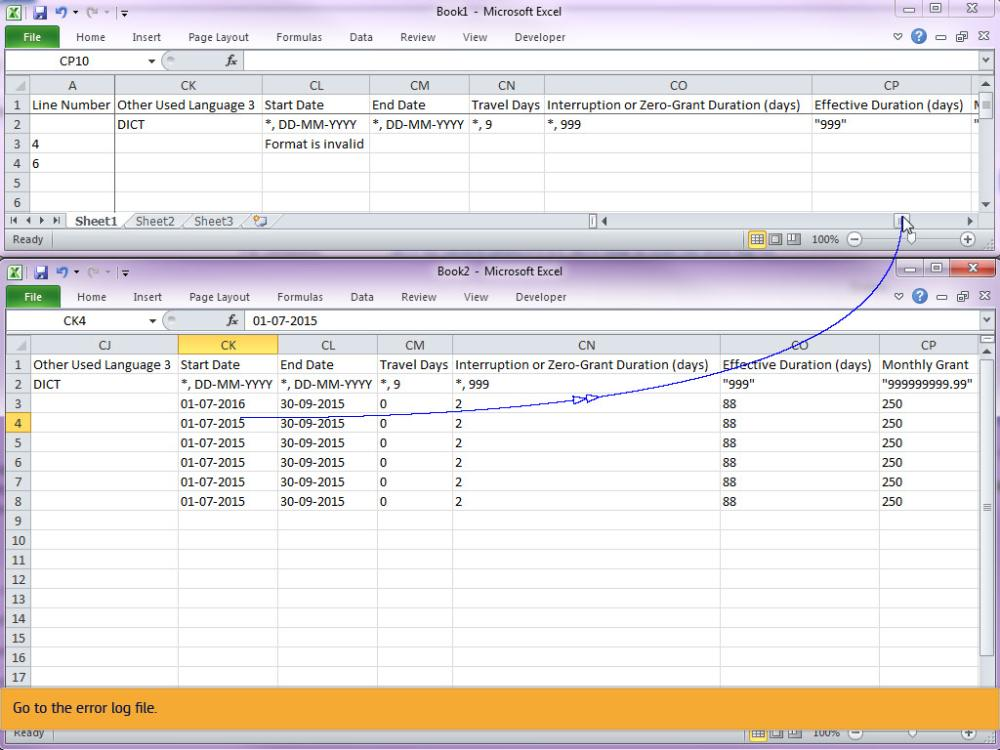 Book1 - Microsoft Excel
File Home Insert Page Layout Formulas Data Review View Developer
CP10 fx
A CK CL CM CN CO CP
1 Line Number Other Used Language 3 Start Date End Date Travel Days Interruption or Zero-Grant Duration (days) Effective Duration (days)
2 DICT *, DD-MM-YYYY *, DD-MM-YYYY *, 9 *, 999 "999" "
3 4 Format is invalid
4 6
5
6
Sheet1 Sheet2 Sheet3
Ready 100%
Book2 - Microsoft Excel
File Home Insert Page Layout Formulas Data Review View Developer
CK4 fx 01-07-2015
CJ CK CL CM CN CO CP
1 Other Used Language 3 Start Date End Date Travel Days Interruption or Zero-Grant Duration (days) Effective Duration (days) Monthly Grant
2 DICT *, DD-MM-YYYY *, DD-MM-YYYY *, 9 *, 999 "999" "999999999.99"
3 01-07-2016 30-09-2015 0 2 88 250
4 01-07-2015 30-09-2015 0 2 88 250
5 01-07-2015 30-09-2015 0 2 88 250
6 01-07-2015 30-09-2015 0 2 88 250
7 01-07-2015 30-09-2015 0 2 88 250
8 01-07-2015 30-09-2015 0 2 88 250
9
10
11
12
13
14
15
16
17
Go to the error log file.
Ready 100%